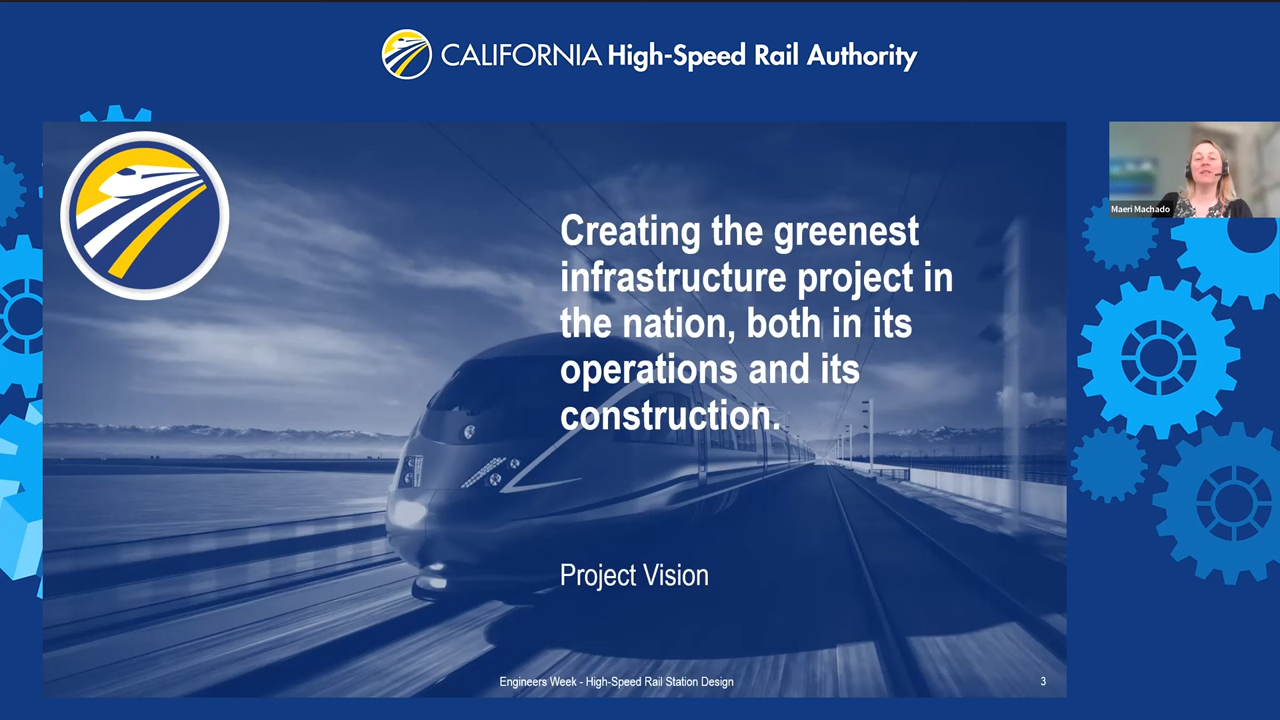 CALIFORNIA High-Speed Rail Authority
Creating the greenest
infrastructure project in
the nation, both in its
operations and its
construction.
Project Vision
Engineers Week - High-Speed Rail Station Design
3
Maeri Machado